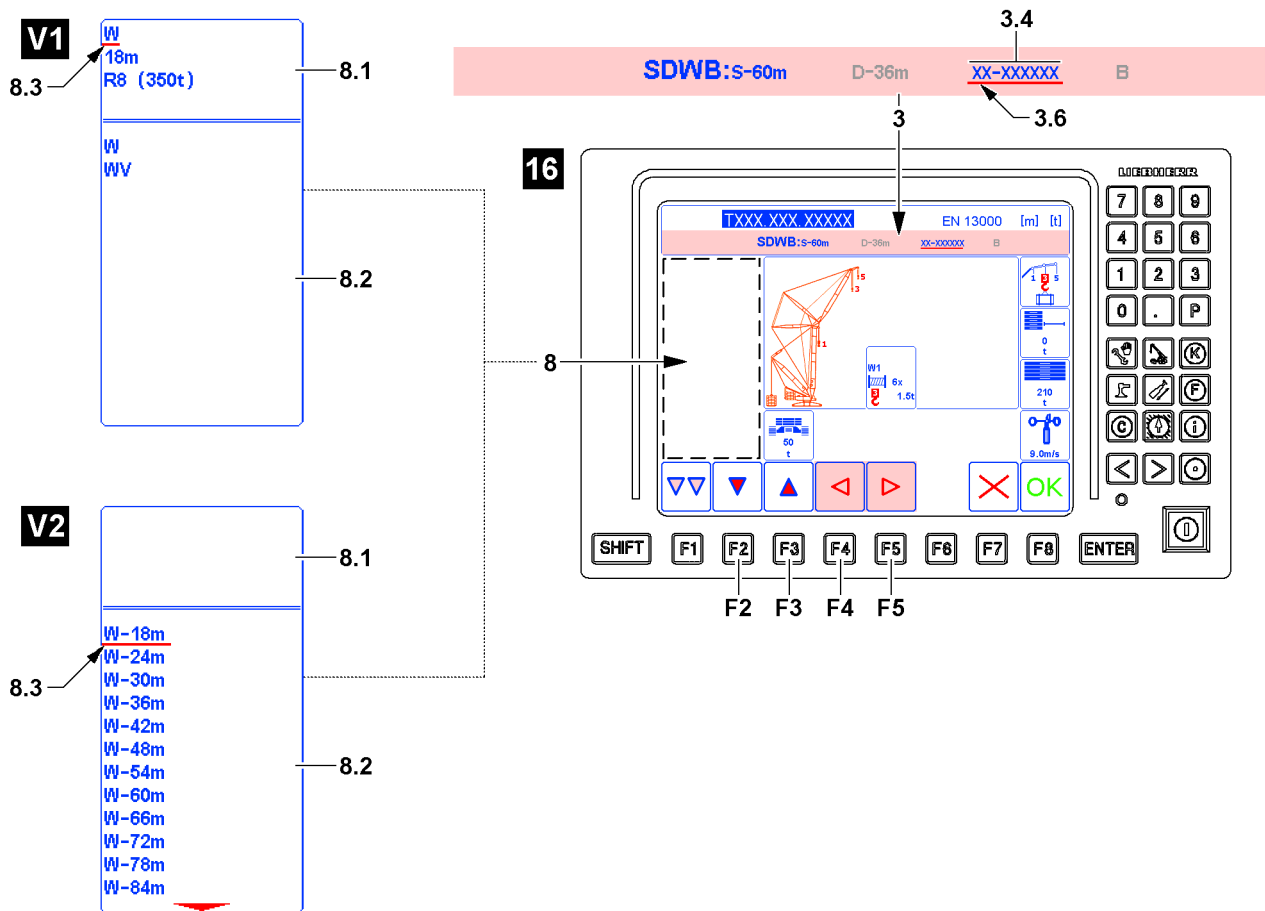 V1
W
18m
R8 (350t)
8.3
8.1
W
WV
8.2
V2
8.1
W-18m
8.3
W-24m
W-30m
W-36m
W-42m
W-48m
W-54m
W-60m
W-66m
W-72m
W-78m
W-84m
8.2
3.4
SDWB:S-60m D-36m XX-XXXXXX B
3
3.6
16
LIEBHERR
TXXX.XXX.XXXXX EN 13000 [m] [t]
SDWB:S-60m D-36m XX-XXXXXX B
8
5
3
1
W1
6x
3
1.5t
50
t
1 3 5
0
t
210
t
9.0m/s
OK
7 8 9
4 5 6
1 2 3
0 . P
K
F
C i
SHIFT F1 F2 F3 F4 F5 F6 F7 F8 ENTER
F2 F3 F4 F5